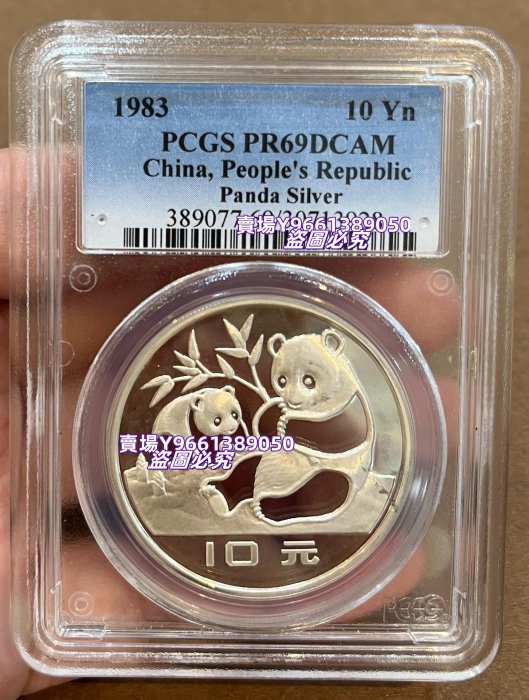 1983 10 Yn
PCGS PR69DCAM
China, People's Republic
Panda Silver
賣場Y9661389050
盜圖必究
賣場Y9661389050
盜圖必究
10元
PCGS